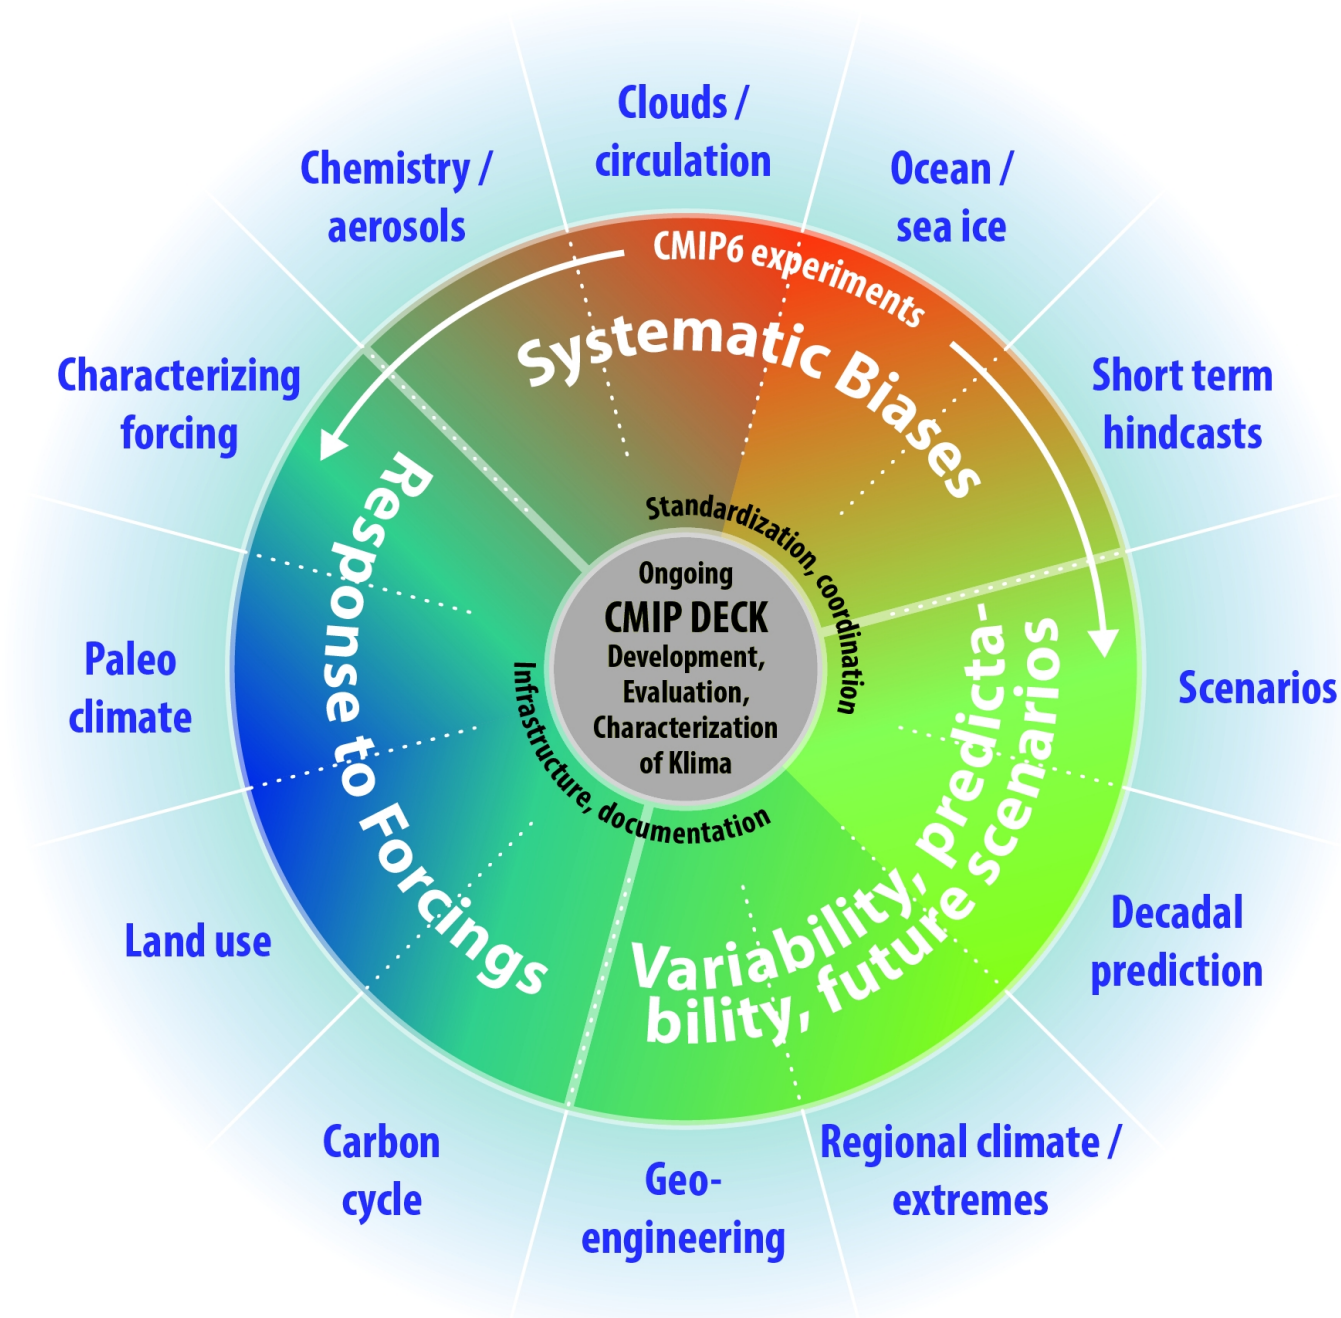 Clouds /
circulation
Chemistry /
aerosols
Ocean /
sea ice
Characterizing
forcing
Short term
hindcasts
Paleo
climate
Scenarios
Land use
Decadal
prediction
Carbon
cycle
Geo-
engineering
Regional climate /
extremes
CMIP6 experiments
Systematic Biases
Response to Forcings
Variability, predicta-
bility, future scenarios
Standardization, coordination
Infrastructure, documentation
Ongoing
CMIP DECK
Development,
Evaluation,
Characterization
of Klima